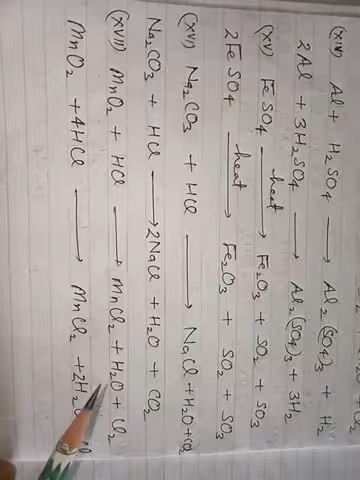 (XIV) Al + H₂SO₄ ⟶ Al₂(SO₄)₃ + H₂
2Al + 3H₂SO₄ ⟶ Al₂(SO₄)₃ + 3H₂
(XV) FeSO₄ —heat→ Fe₂O₃ + SO₂ + SO₃
2FeSO₄ —heat→ Fe₂O₃ + SO₂ + SO₃
(XVI) Na₂CO₃ + HCl ⟶ NaCl + H₂O + CO₂
Na₂CO₃ + HCl ⟶ 2NaCl + H₂O + CO₂
(XVII) MnO₂ + HCl ⟶ MnCl₂ + H₂O + Cl₂
MnO₂ + 4HCl ⟶ MnCl₂ + 2H₂